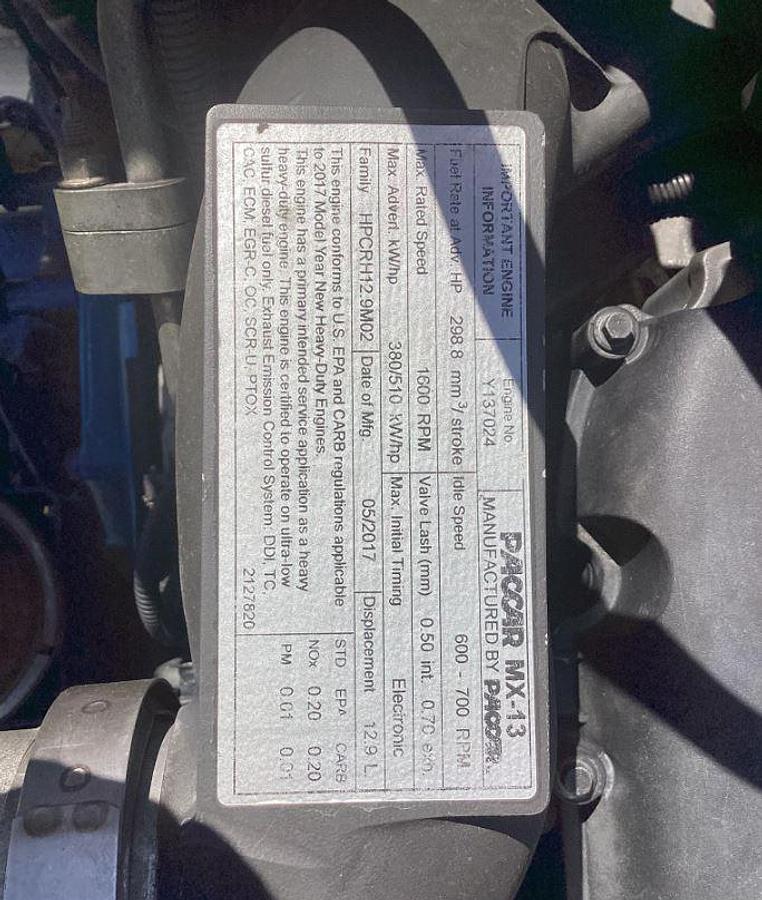 IMPORTANT ENGINE
INFORMATION
Engine No.
Y137024
PACCAR MX-13
MANUFACTURED BY PACCAR
Fuel Rate at Adv. HP 298.8 mm³/ stroke
Idle Speed 600 - 700 RPM
Max. Rated Speed 1600 RPM
Valve Lash (mm) 0.50 int. 0.70 exh.
Max. Advert. kW/hp 380/510 kW/hp
Max. Initial Timing Electronic
Family HPCRH12.9M02
Date of Mfg. 05/2017
Displacement 12.9 L
This engine conforms to U.S. EPA and CARB regulations applicable
to 2017 Model Year New Heavy-Duty Engines.
This engine has a primary intended service application as a heavy
heavy-duty engine. This engine is certified to operate on ultra-low
sulfur diesel fuel only. Exhaust Emission Control System: DDI, TC,
CAC, ECM, EGR-C, OC, SCR-U, PTOX
2127820
STD EPA CARB
NOx 0.20 0.20
PM 0.01 0.01